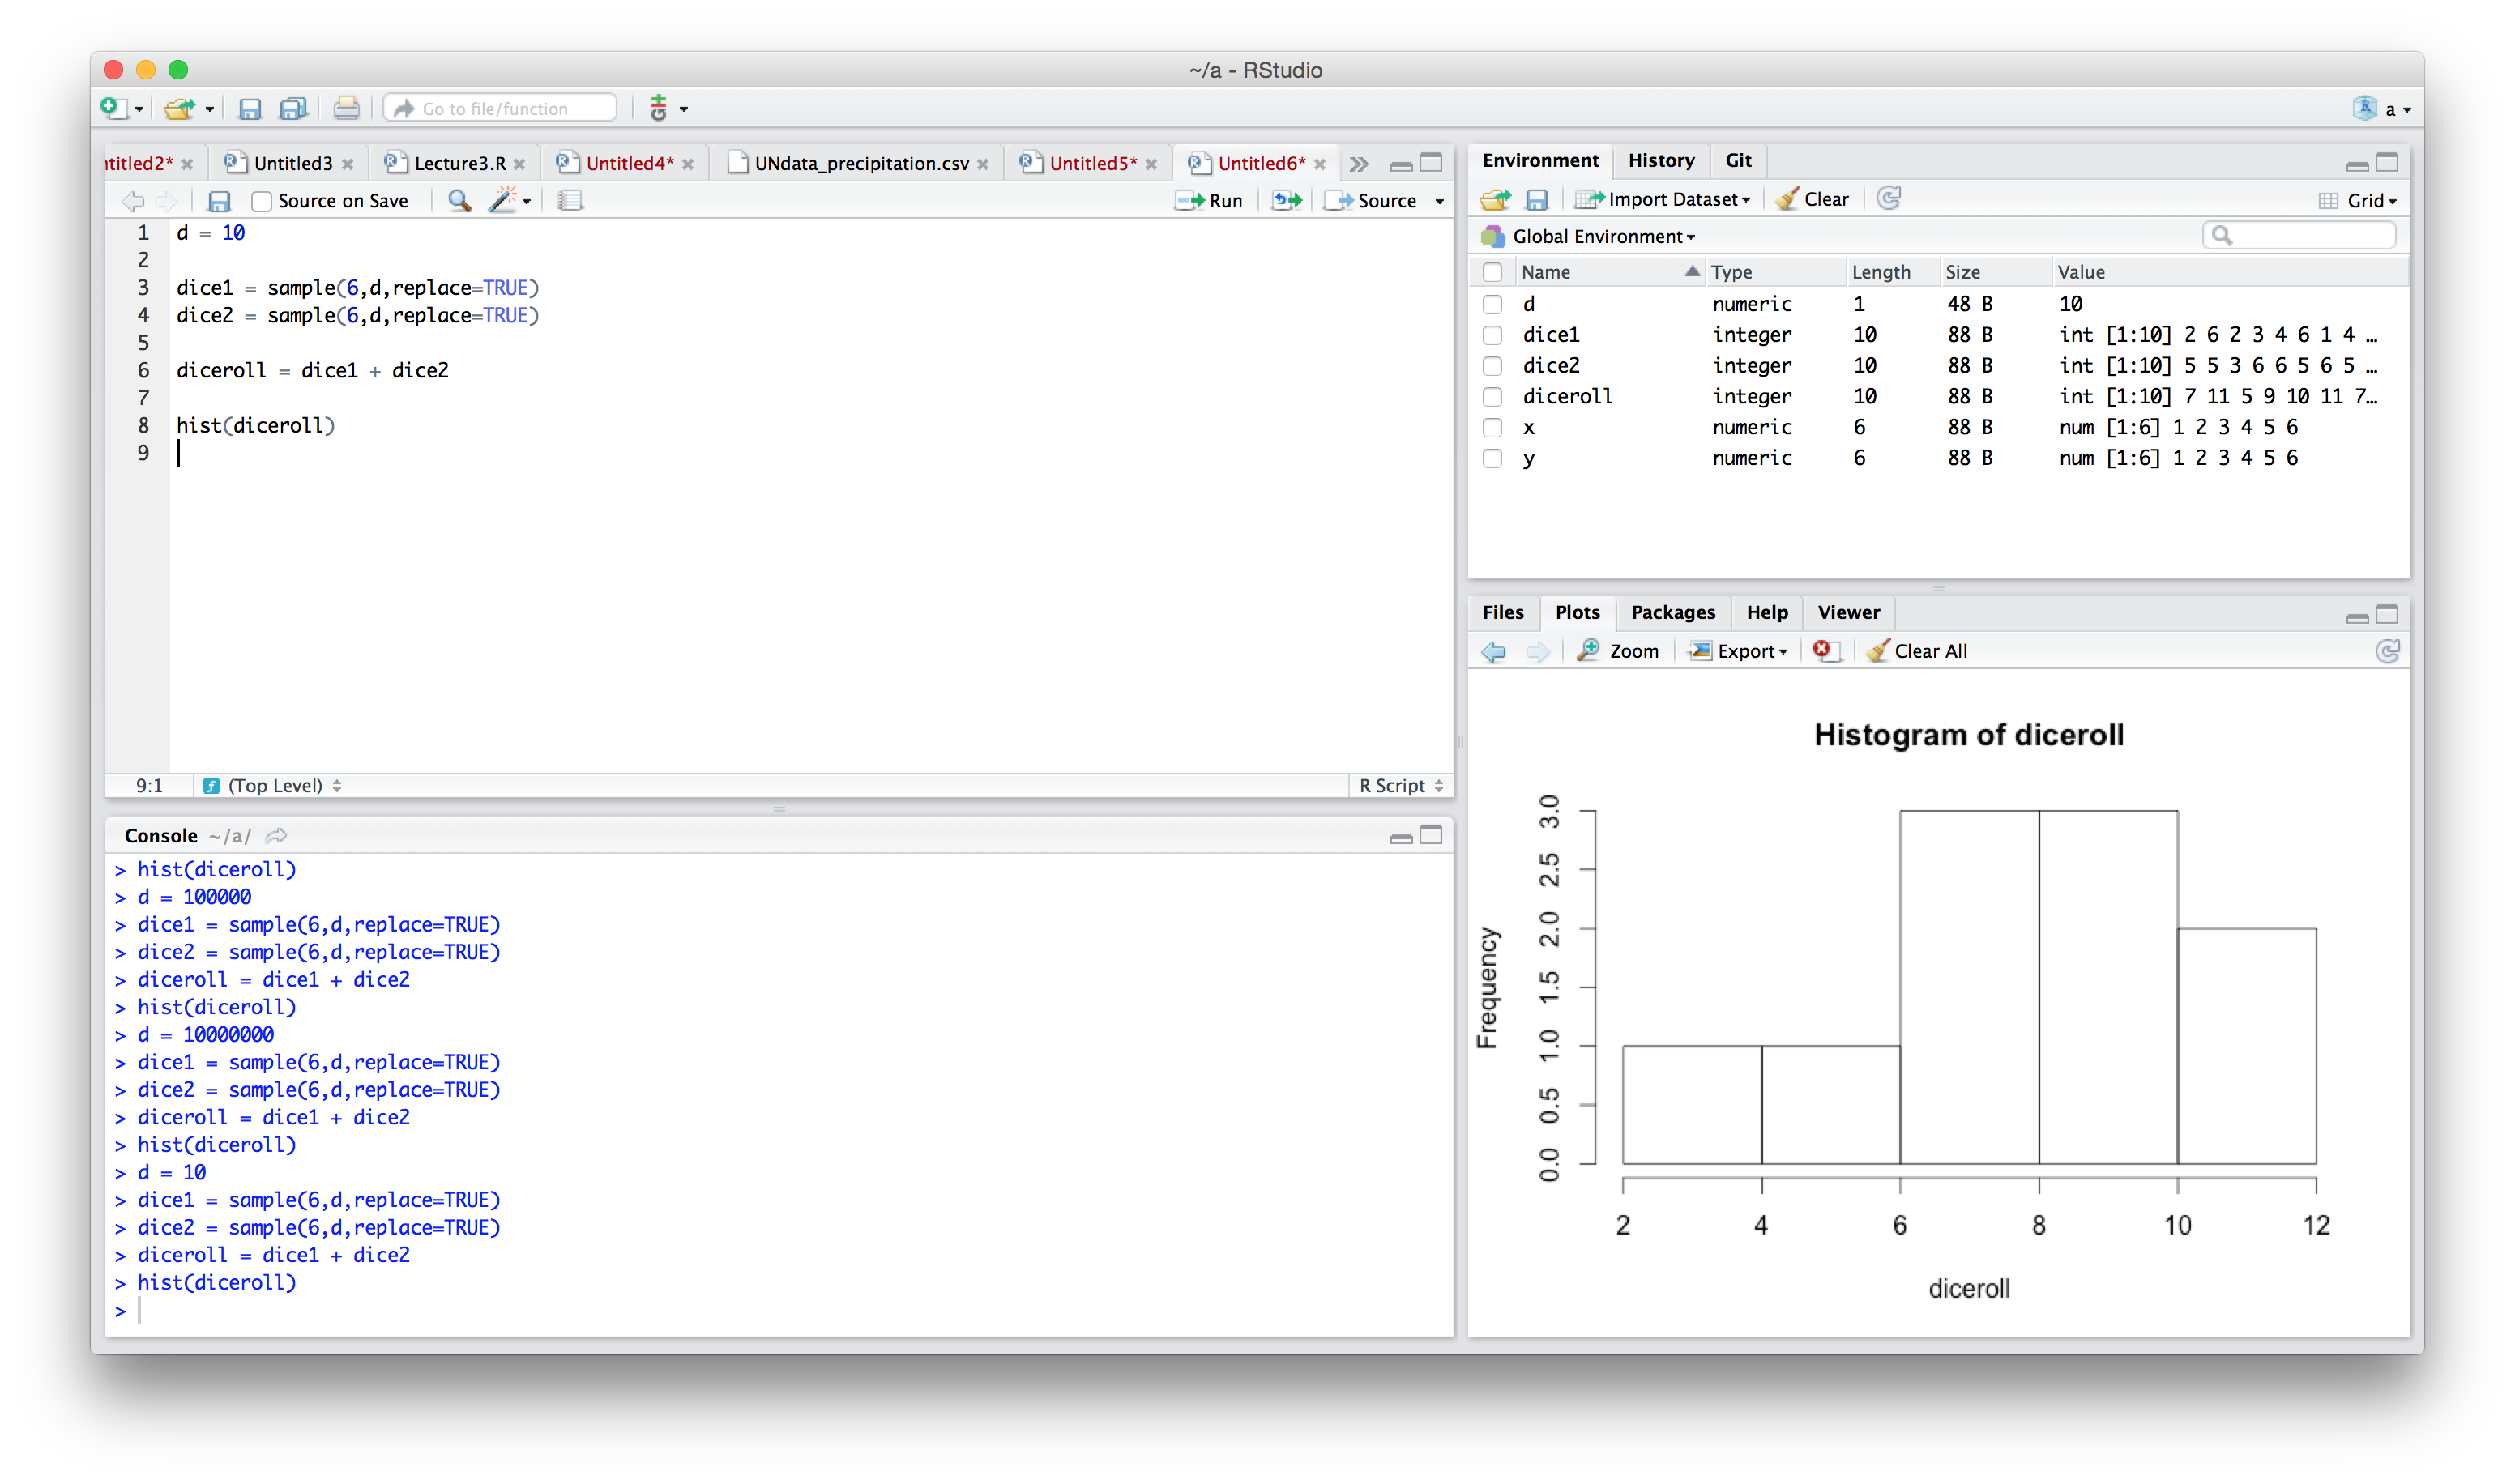 ~/a - RStudio
Go to file/function
a
ntitled2* Untitled3 Lecture3.R Untitled4* UNdata_precipitation.csv Untitled5* Untitled6*
Source on Save Run Source
1 d = 10
2
3 dice1 = sample(6,d,replace=TRUE)
4 dice2 = sample(6,d,replace=TRUE)
5
6 diceroll = dice1 + dice2
7
8 hist(diceroll)
9
9:1 (Top Level) R Script
Console ~/a/
> hist(diceroll)
> d = 100000
> dice1 = sample(6,d,replace=TRUE)
> dice2 = sample(6,d,replace=TRUE)
> diceroll = dice1 + dice2
> hist(diceroll)
> d = 10000000
> dice1 = sample(6,d,replace=TRUE)
> dice2 = sample(6,d,replace=TRUE)
> diceroll = dice1 + dice2
> hist(diceroll)
> d = 10
> dice1 = sample(6,d,replace=TRUE)
> dice2 = sample(6,d,replace=TRUE)
> diceroll = dice1 + dice2
> hist(diceroll)
>
Environment History Git
Import Dataset Clear Grid
Global Environment
Name Type Length Size Value
d numeric 1 48 B 10
dice1 integer 10 88 B int [1:10] 2 6 2 3 4 6 1 4 …
dice2 integer 10 88 B int [1:10] 5 5 3 6 6 5 6 5 …
diceroll integer 10 88 B int [1:10] 7 11 5 9 10 11 7…
x numeric 6 88 B num [1:6] 1 2 3 4 5 6
y numeric 6 88 B num [1:6] 1 2 3 4 5 6
Files Plots Packages Help Viewer
Zoom Export Clear All
Histogram of diceroll
Frequency
3.0
2.5
2.0
1.5
1.0
0.5
0.0
2 4 6 8 10 12
diceroll